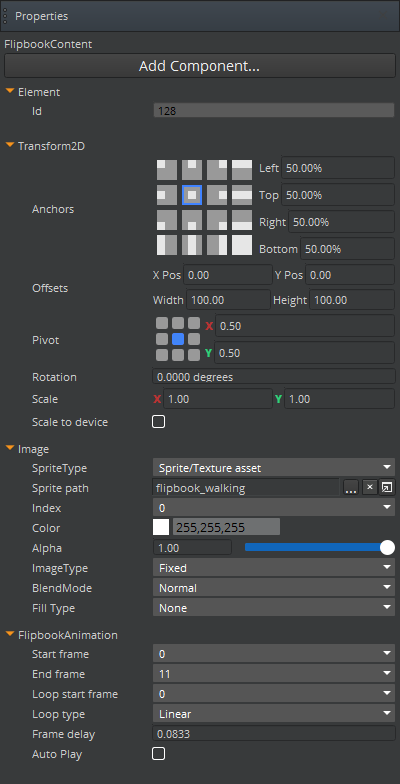 Properties
FlipbookContent
Add Component...
Element
Id 128
Transform2D
Anchors
Left 50.00%
Top 50.00%
Right 50.00%
Bottom 50.00%
Offsets
X Pos 0.00 Y Pos 0.00
Width 100.00 Height 100.00
Pivot
X 0.50
Y 0.50
Rotation 0.0000 degrees
Scale X 1.00 Y 1.00
Scale to device
Image
SpriteType Sprite/Texture asset
Sprite path flipbook_walking ...
Index 0
Color 255,255,255
Alpha 1.00
ImageType Fixed
BlendMode Normal
Fill Type None
FlipbookAnimation
Start frame 0
End frame 11
Loop start frame 0
Loop type Linear
Frame delay 0.0833
Auto Play